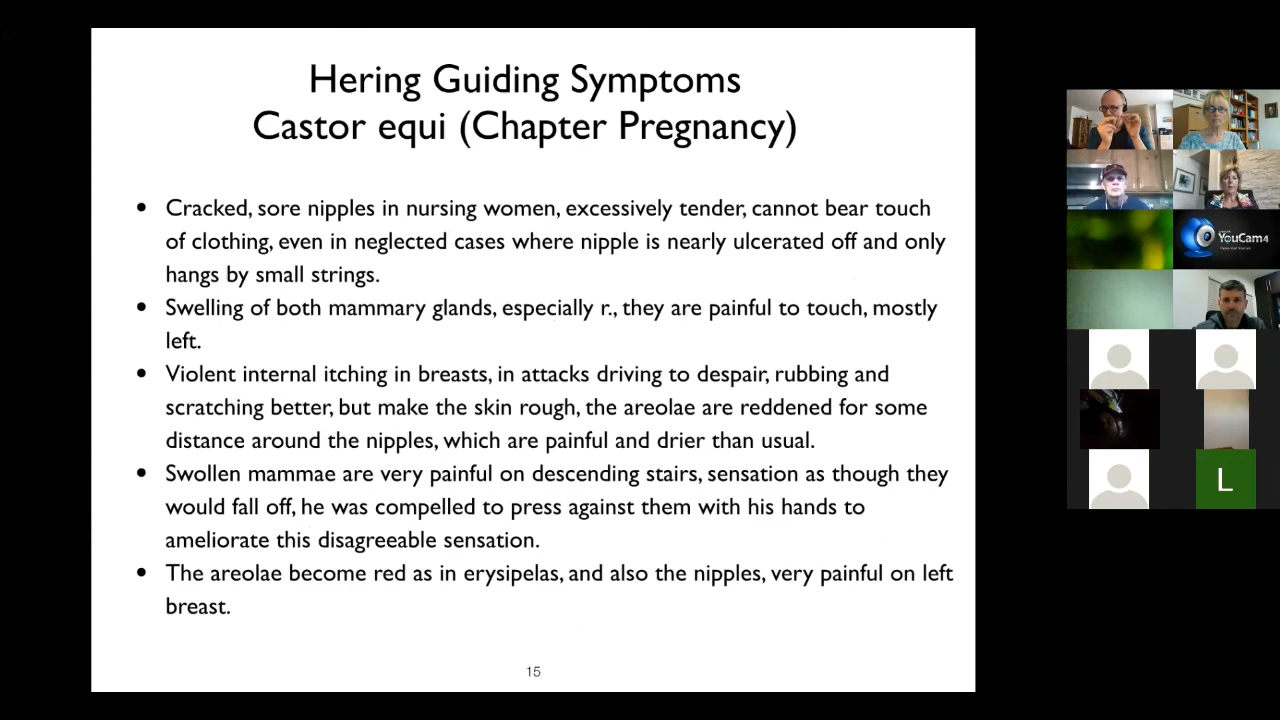 Hering Guiding Symptoms
Castor equi (Chapter Pregnancy)
• Cracked, sore nipples in nursing women, excessively tender, cannot bear touch
of clothing, even in neglected cases where nipple is nearly ulcerated off and only
hangs by small strings.
• Swelling of both mammary glands, especially r., they are painful to touch, mostly
left.
• Violent internal itching in breasts, in attacks driving to despair, rubbing and
scratching better, but make the skin rough, the areolae are reddened for some
distance around the nipples, which are painful and drier than usual.
• Swollen mammae are very painful on descending stairs, sensation as though they
would fall off, he was compelled to press against them with his hands to
ameliorate this disagreeable sensation.
• The areolae become red as in erysipelas, and also the nipples, very painful on left
breast.
15
YouCam4
L